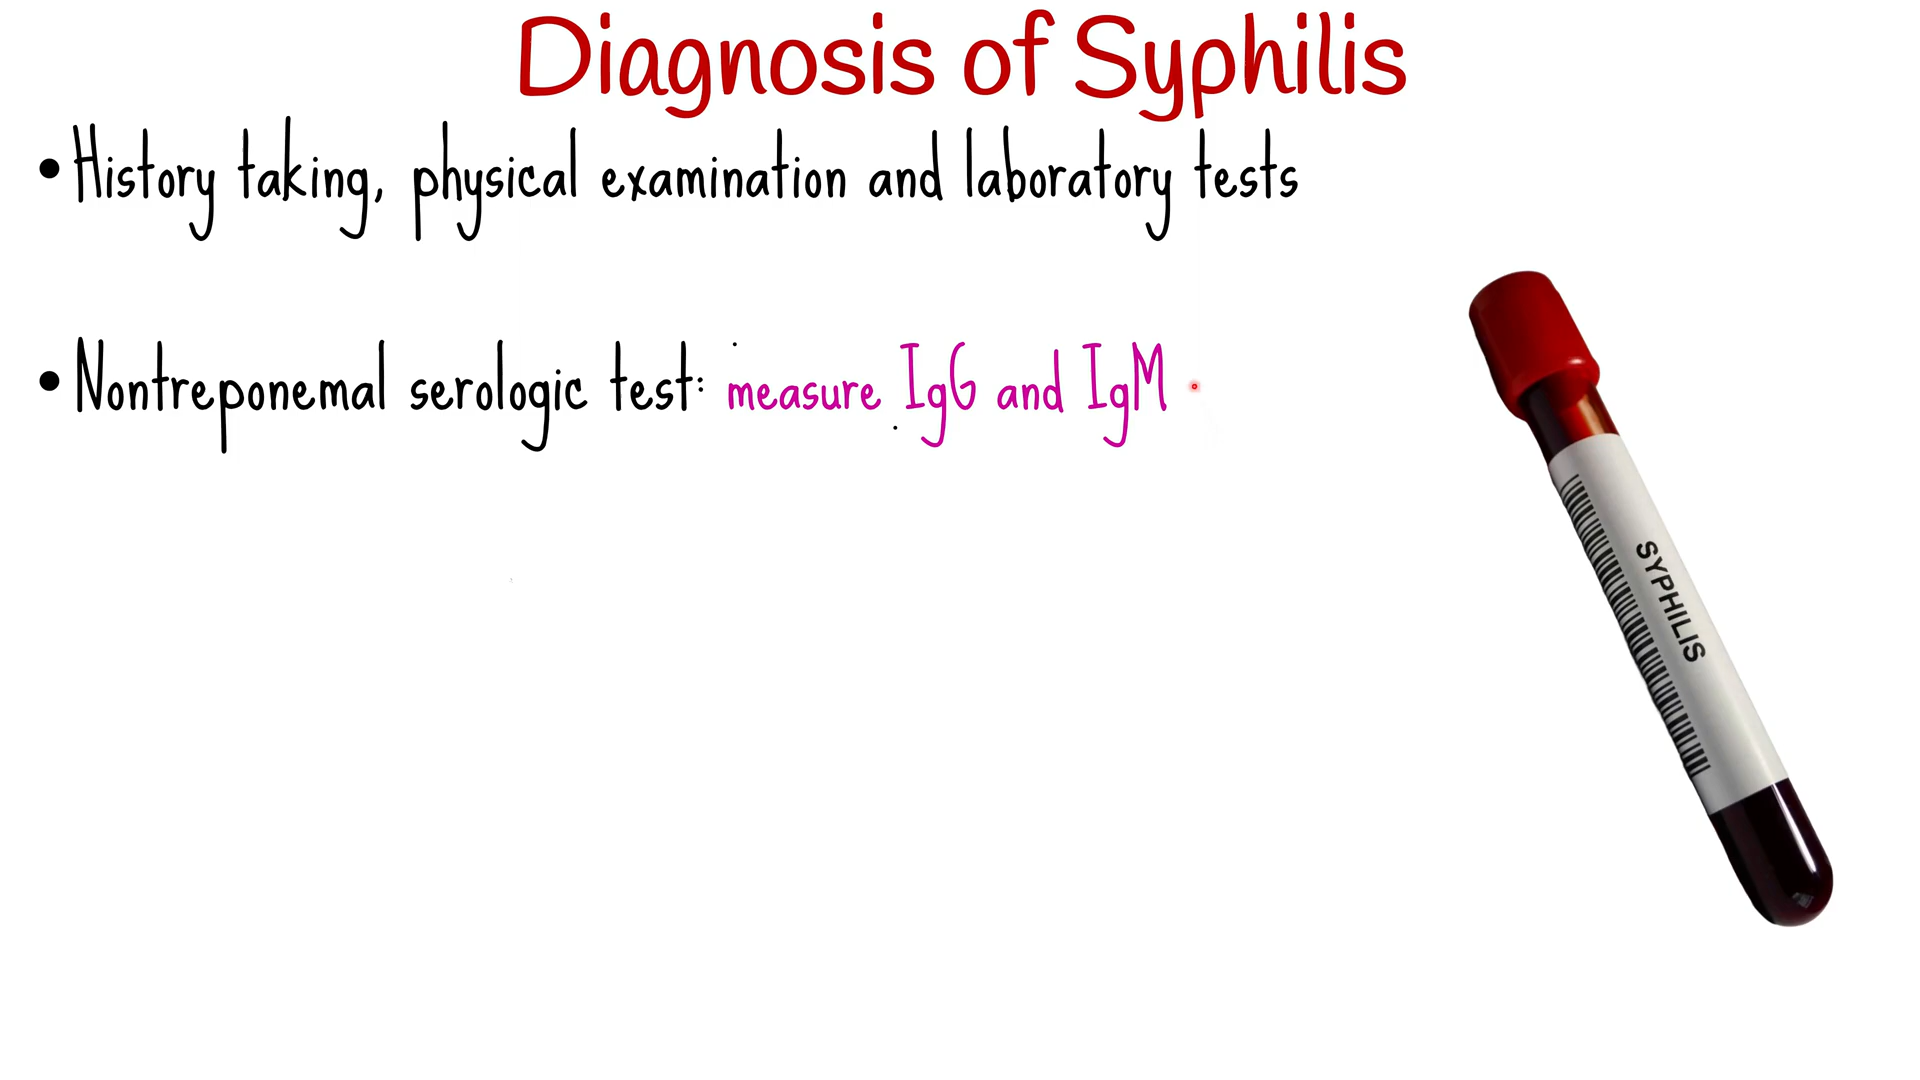 Diagnosis of Syphilis
• History taking, physical examination and laboratory tests
• Nontreponemal serologic test: measure IgG and IgM
SYPHILIS